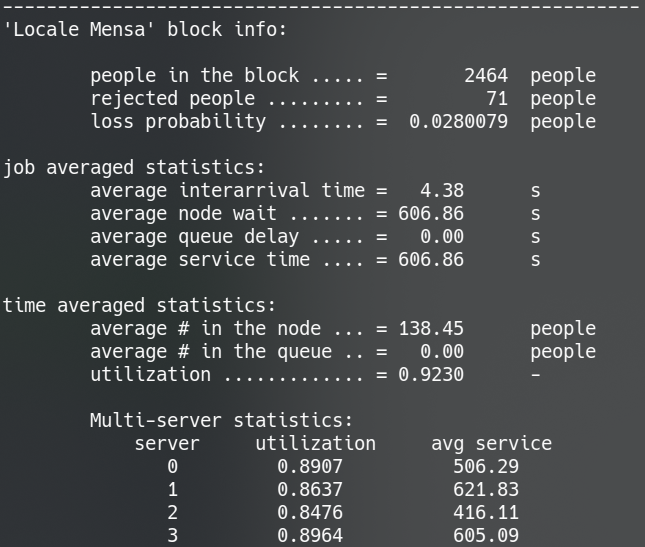 ----------------------------------------------------------
'Locale Mensa' block info:
people in the block ..... = 2464 people
rejected people ......... = 71 people
loss probability ........ = 0.0280079 people
job averaged statistics:
average interarrival time = 4.38 s
average node wait ....... = 606.86 s
average queue delay ..... = 0.00 s
average service time .... = 606.86 s
time averaged statistics:
average # in the node ... = 138.45 people
average # in the queue .. = 0.00 people
utilization ............. = 0.9230 -
Multi-server statistics:
server utilization avg service
0 0.8907 506.29
1 0.8637 621.83
2 0.8476 416.11
3 0.8964 605.09